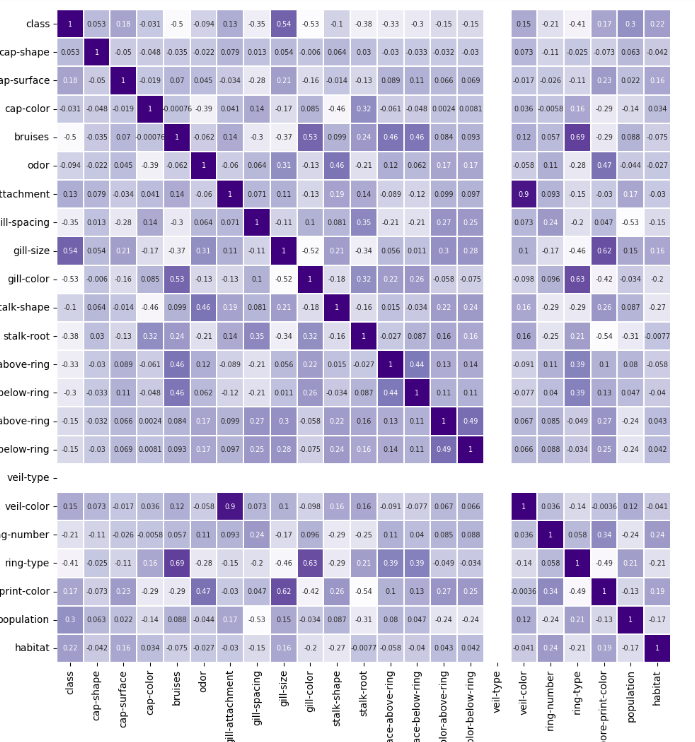 class 1 0.053 0.18 -0.031 -0.5 -0.094 0.13 -0.35 0.54 -0.53 -0.1 -0.38 -0.33 -0.3 -0.15 -0.15 0.15 -0.21 -0.41 0.17 0.3 0.22
cap-shape 0.053 1 -0.05 -0.048 -0.035 -0.022 0.079 0.013 0.054 -0.006 0.064 0.03 -0.03 -0.033 -0.032 -0.03 0.073 -0.11 -0.025 -0.073 0.063 -0.042
ap-surface 0.18 -0.05 1 -0.019 0.07 0.045 -0.034 -0.28 0.21 -0.16 -0.014 -0.13 0.089 0.11 0.066 0.069 -0.017 -0.026 -0.11 0.23 0.022 0.16
cap-color -0.031 -0.048 -0.019 1 -0.00076 -0.39 0.041 0.14 -0.17 0.085 -0.46 0.32 -0.061 -0.048 0.0024 0.0081 0.036 -0.0058 0.16 -0.29 -0.14 0.034
bruises -0.5 -0.035 0.07 -0.00076 1 -0.062 0.14 -0.3 -0.37 0.53 0.099 0.24 0.46 0.46 0.084 0.093 0.12 0.057 0.69 -0.29 0.088 -0.075
odor -0.094 -0.022 0.045 -0.39 -0.062 1 -0.06 0.064 0.31 -0.13 0.46 -0.21 0.12 0.062 0.17 0.17 -0.058 0.11 -0.28 0.47 -0.044 -0.027
ttachment 0.13 0.079 -0.034 0.041 0.14 -0.06 1 0.071 0.11 -0.13 0.19 0.14 -0.089 -0.12 0.099 0.097 0.9 0.093 -0.15 -0.03 0.17 -0.03
ill-spacing -0.35 0.013 -0.28 0.14 -0.3 0.064 0.071 1 -0.11 0.1 0.081 0.35 -0.21 -0.21 0.27 0.25 0.073 0.24 -0.2 0.047 -0.53 -0.15
gill-size 0.54 0.054 0.21 -0.17 -0.37 0.31 0.11 -0.11 1 -0.52 0.21 -0.34 0.056 0.011 0.3 0.28 0.1 -0.17 -0.46 0.62 0.15 0.16
gill-color -0.53 -0.006 -0.16 0.085 0.53 -0.13 -0.13 0.1 -0.52 1 -0.18 0.32 0.22 0.26 -0.058 -0.075 -0.098 0.096 0.63 -0.42 -0.034 -0.2
talk-shape -0.1 0.064 -0.014 -0.46 0.099 0.46 0.19 0.081 0.21 -0.18 1 -0.16 0.015 -0.034 0.22 0.24 0.16 -0.29 -0.29 0.26 0.087 -0.27
stalk-root -0.38 0.03 -0.13 0.32 0.24 -0.21 0.14 0.35 -0.34 0.32 -0.16 1 -0.027 0.087 0.16 0.16 0.16 -0.25 0.21 -0.54 -0.31 -0.0077
above-ring -0.33 -0.03 0.089 -0.061 0.46 0.12 -0.089 -0.21 0.056 0.22 0.015 -0.027 1 0.44 0.13 0.14 -0.091 0.11 0.39 0.1 0.08 -0.058
below-ring -0.3 -0.033 0.11 -0.048 0.46 0.062 -0.12 -0.21 0.011 0.26 -0.034 0.087 0.44 1 0.11 0.11 -0.077 0.04 0.39 0.13 0.047 -0.04
above-ring -0.15 -0.032 0.066 0.0024 0.084 0.17 0.099 0.27 0.3 -0.058 0.22 0.16 0.13 0.11 1 0.49 0.067 0.085 -0.049 0.27 -0.24 0.043
below-ring -0.15 -0.03 0.069 0.0081 0.093 0.17 0.097 0.25 0.28 -0.075 0.24 0.16 0.14 0.11 0.49 1 0.066 0.088 -0.034 0.25 -0.24 0.042
veil-type
veil-color 0.15 0.073 -0.017 0.036 0.12 -0.058 0.9 0.073 0.1 -0.098 0.16 0.16 -0.091 -0.077 0.067 0.066 1 0.036 -0.14 -0.0036 0.12 -0.041
ng-number -0.21 -0.11 -0.026 -0.0058 0.057 0.11 0.093 0.24 -0.17 0.096 -0.29 -0.25 0.11 0.04 0.085 0.088 0.036 1 0.058 0.34 -0.24 0.24
ring-type -0.41 -0.025 -0.11 0.16 0.69 -0.28 -0.15 -0.2 -0.46 0.63 -0.29 0.21 0.39 0.39 -0.049 -0.034 -0.14 0.058 1 -0.49 0.21 -0.21
print-color 0.17 -0.073 0.23 -0.29 -0.29 0.47 -0.03 0.047 0.62 -0.42 0.26 -0.54 0.1 0.13 0.27 0.25 -0.0036 0.34 -0.49 1 -0.13 0.19
population 0.3 0.063 0.022 -0.14 0.088 -0.044 0.17 -0.53 0.15 -0.034 0.087 -0.31 0.08 0.047 -0.24 -0.24 0.12 -0.24 0.21 -0.13 1 -0.17
habitat 0.22 -0.042 0.16 0.034 -0.075 -0.027 -0.03 -0.15 0.16 -0.2 -0.27 -0.0077 -0.058 -0.04 0.043 0.042 -0.041 0.24 -0.21 0.19 -0.17 1
class cap-shape cap-surface cap-color bruises odor gill-attachment gill-spacing gill-size gill-color stalk-shape stalk-root ace-above-ring ace-below-ring olor-above-ring olor-below-ring veil-type veil-color ring-number ring-type ore-print-color population habitat